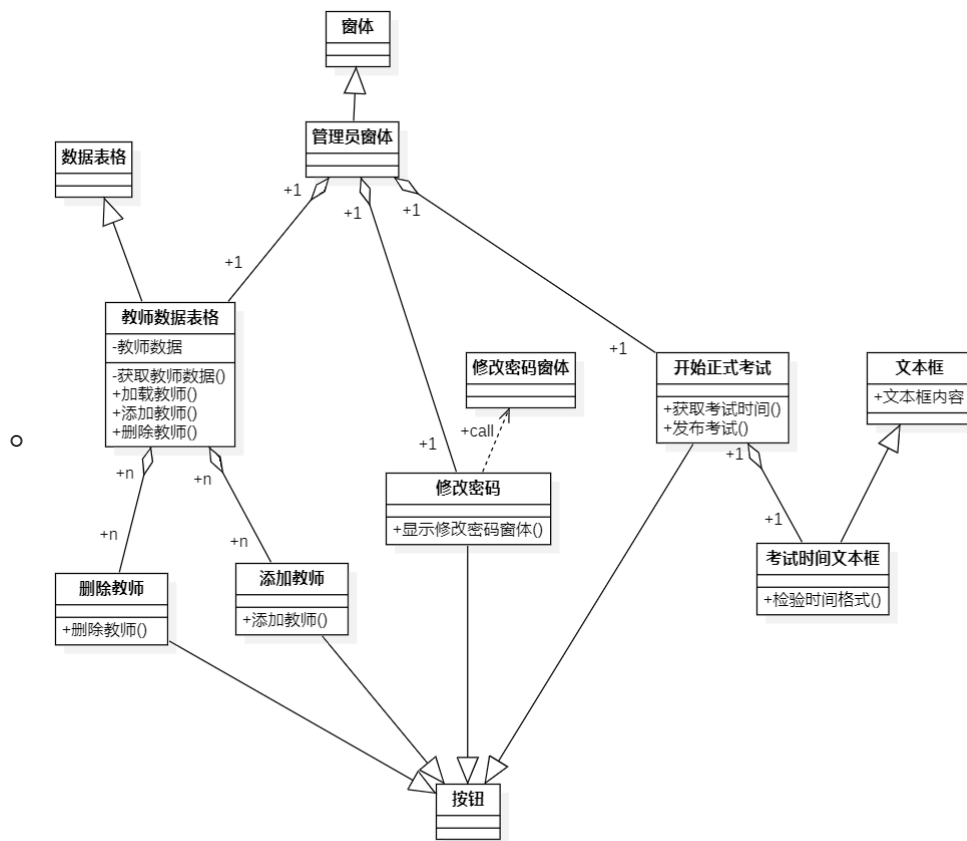 窗体
管理员窗体
数据表格
+1
+1
+1
+1
教师数据表格
-教师数据
-获取教师数据()
+加载教师()
+添加教师()
+删除教师()
+1
修改密码窗体
开始正式考试
+获取考试时间()
+发布考试()
文本框
+文本框内容
+call
+1
+1
+n
+n
修改密码
+显示修改密码窗体()
+1
+n
+n
考试时间文本框
+检验时间格式()
删除教师
+删除教师()
添加教师
+添加教师()
按钮